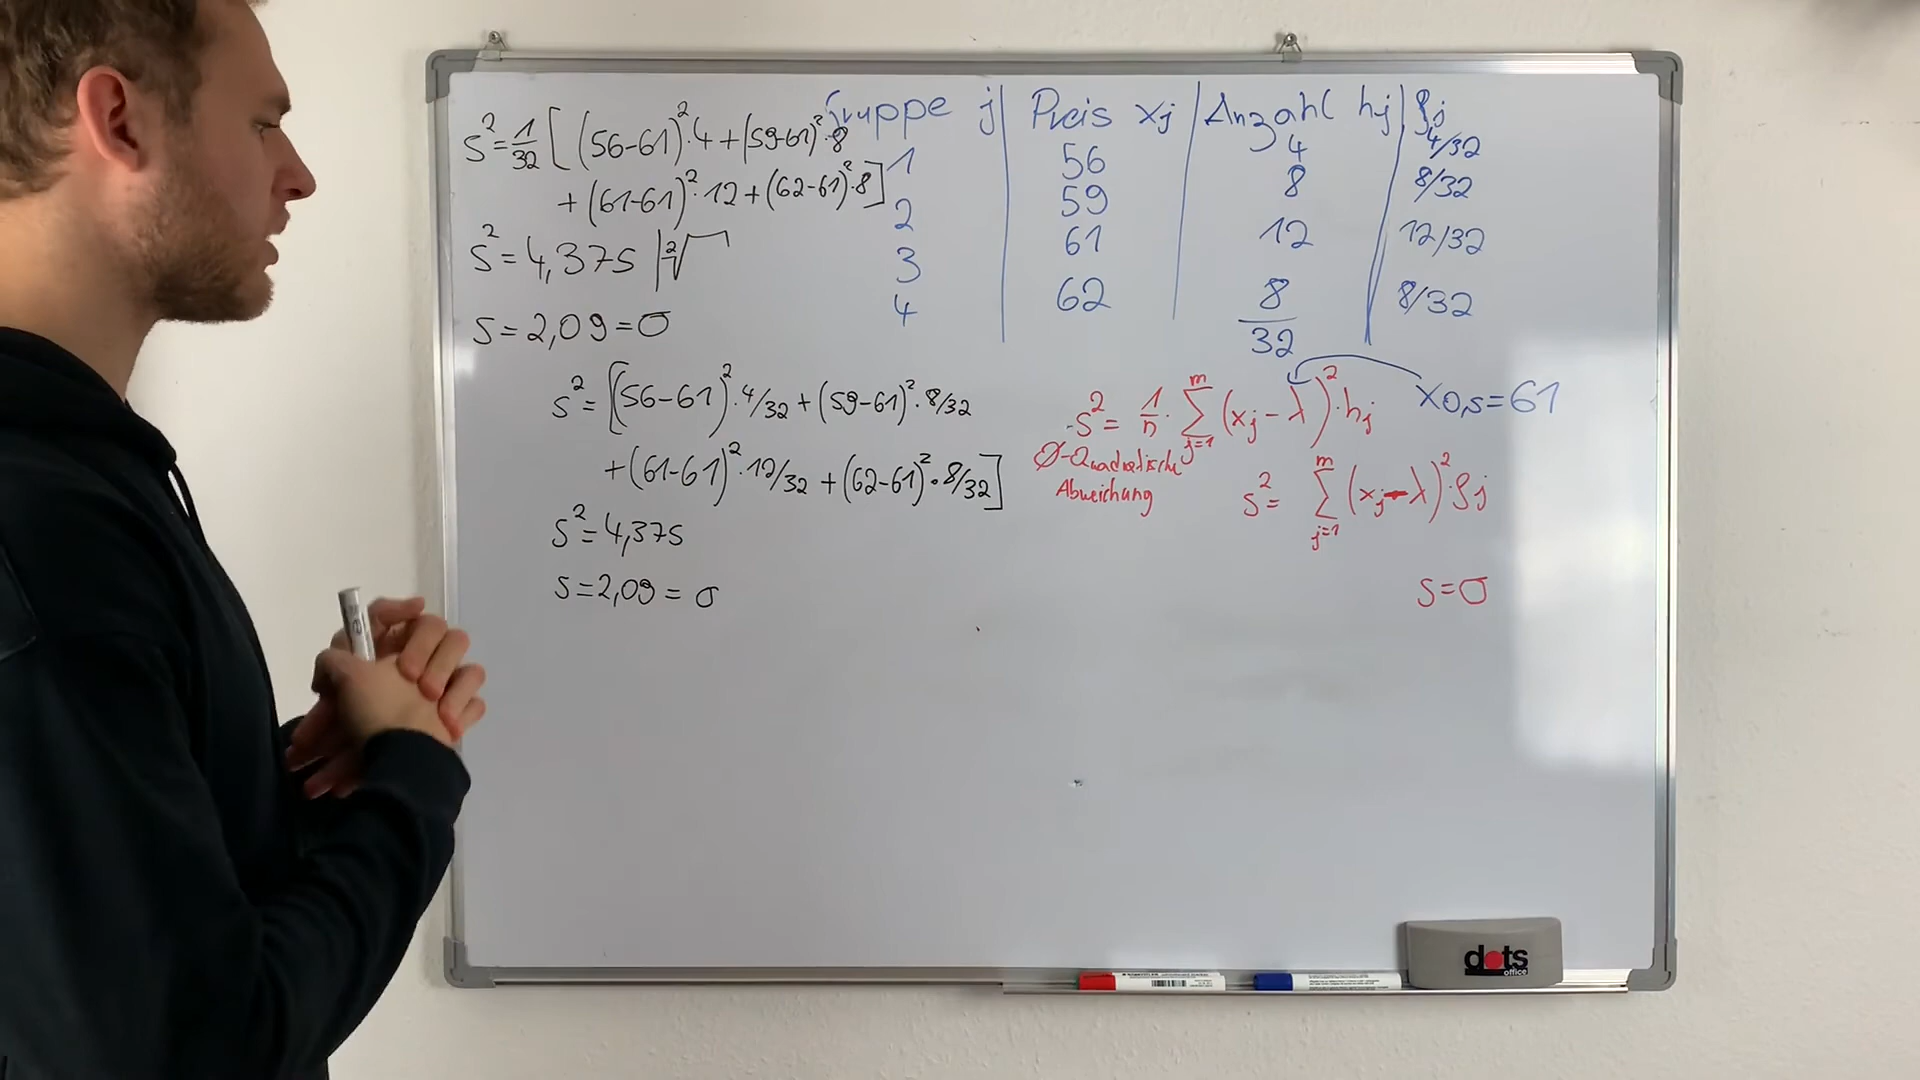 Gruppe j | Preis xj | Anzahl hj | fj
1 | 56 | 4 | 4/32
2 | 59 | 8 | 8/32
3 | 61 | 12 | 12/32
4 | 62 | 8 | 8/32
32
s² = 1/32 [(56-61)²·4 + (59-61)²·8
+ (61-61)²·12 + (62-61)²·8]
s² = 4,375 | ²√
s = 2,09 = σ
s² = [(56-61)²·4/32 + (59-61)²·8/32
+ (61-61)²·12/32 + (62-61)²·8/32]
s² = 4,375
s = 2,09 = σ
x0,5 = 61
s² = 1/n · ∑ j=1 m (xj - λ)² · hj
Ø-Quadratische
Abweichung
s² = ∑ j=1 m (xj - λ)² · fj
s = σ
dots
office